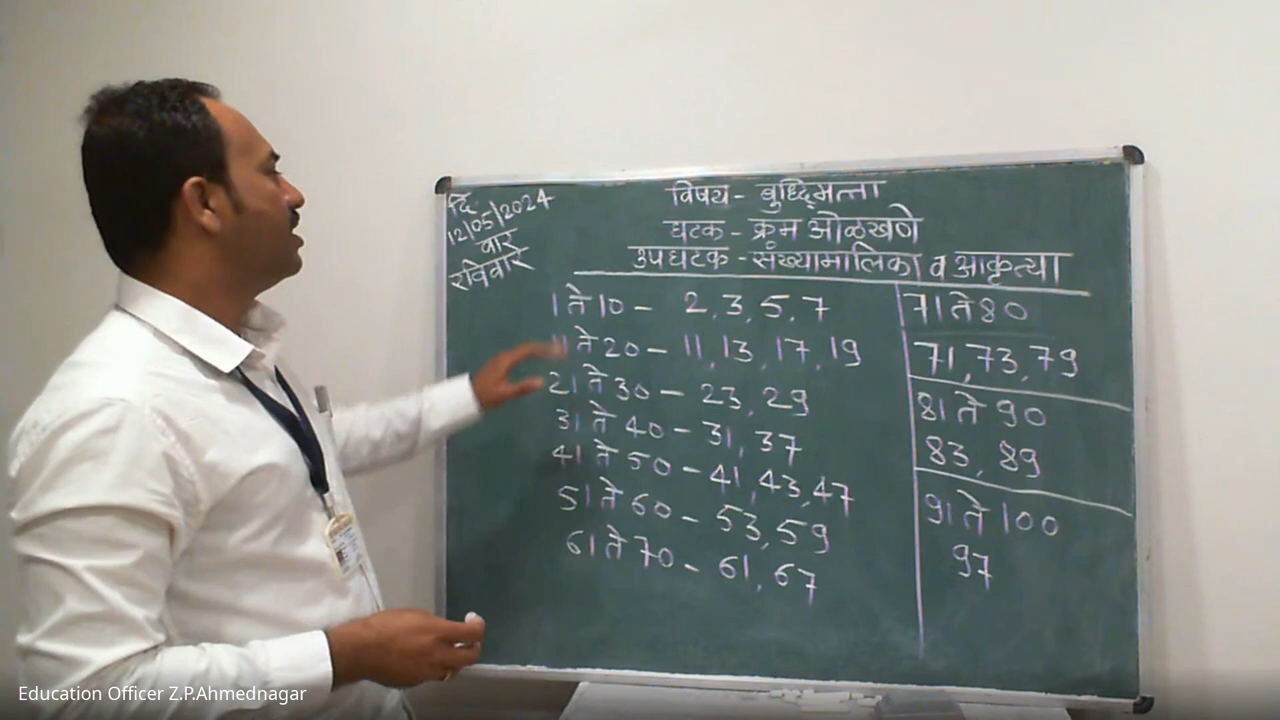 दि.
12/05/2024
वार
रविवार
विषय - बुध्दिमत्ता
घटक - क्रम ओळखणे
उपघटक - संख्यामालिका व आकृत्या
1 ते 10 - 2, 3, 5, 7
11 ते 20 - 11, 13, 17, 19
21 ते 30 - 23, 29
31 ते 40 - 31, 37
41 ते 50 - 41, 43, 47
51 ते 60 - 53, 59
61 ते 70 - 61, 67
71 ते 80
71, 73, 79
81 ते 90
83, 89
91 ते 100
97
Education Officer Z.P.Ahmednagar